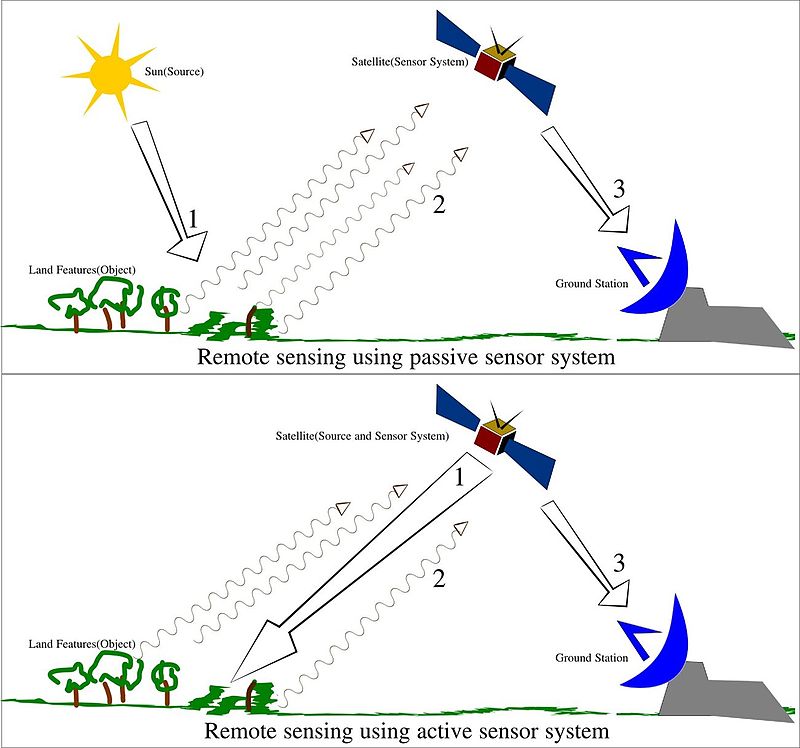 Sun(Source)
Satellite(Sensor System)
1
2
3
Land Features(Object)
Ground Station
Remote sensing using passive sensor system
Satellite(Source and Sensor System)
1
2
3
Land Features(Object)
Ground Station
Remote sensing using active sensor system